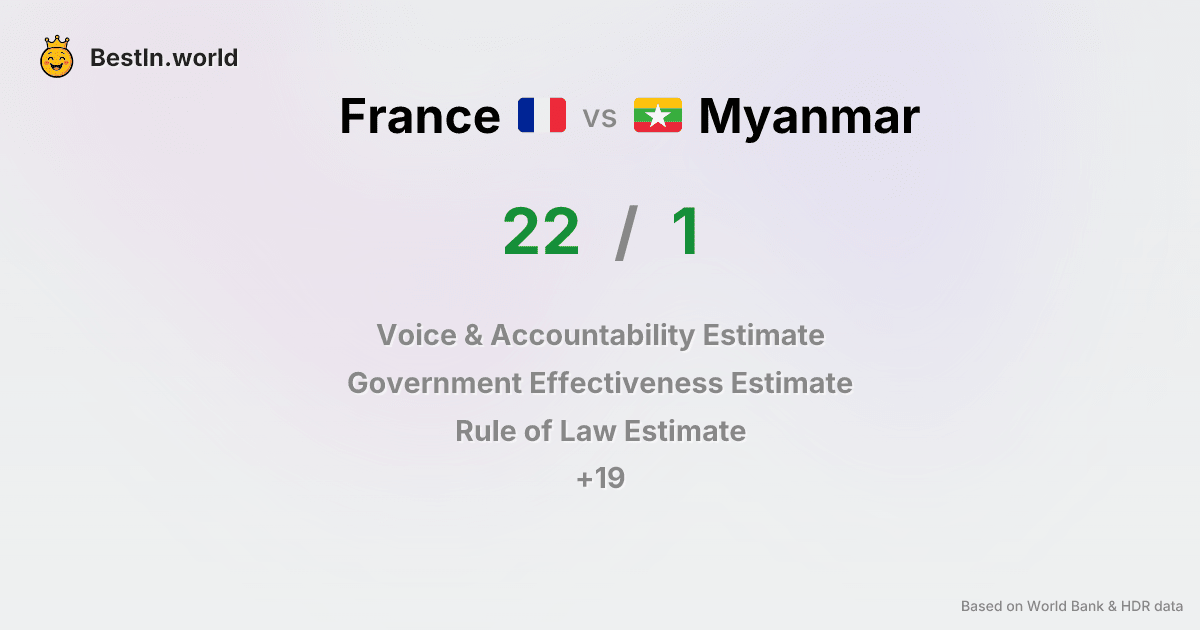 BestIn.world
France vs Myanmar
22 / 1
Voice & Accountability Estimate
Government Effectiveness Estimate
Rule of Law Estimate
+19
Based on World Bank & HDR data